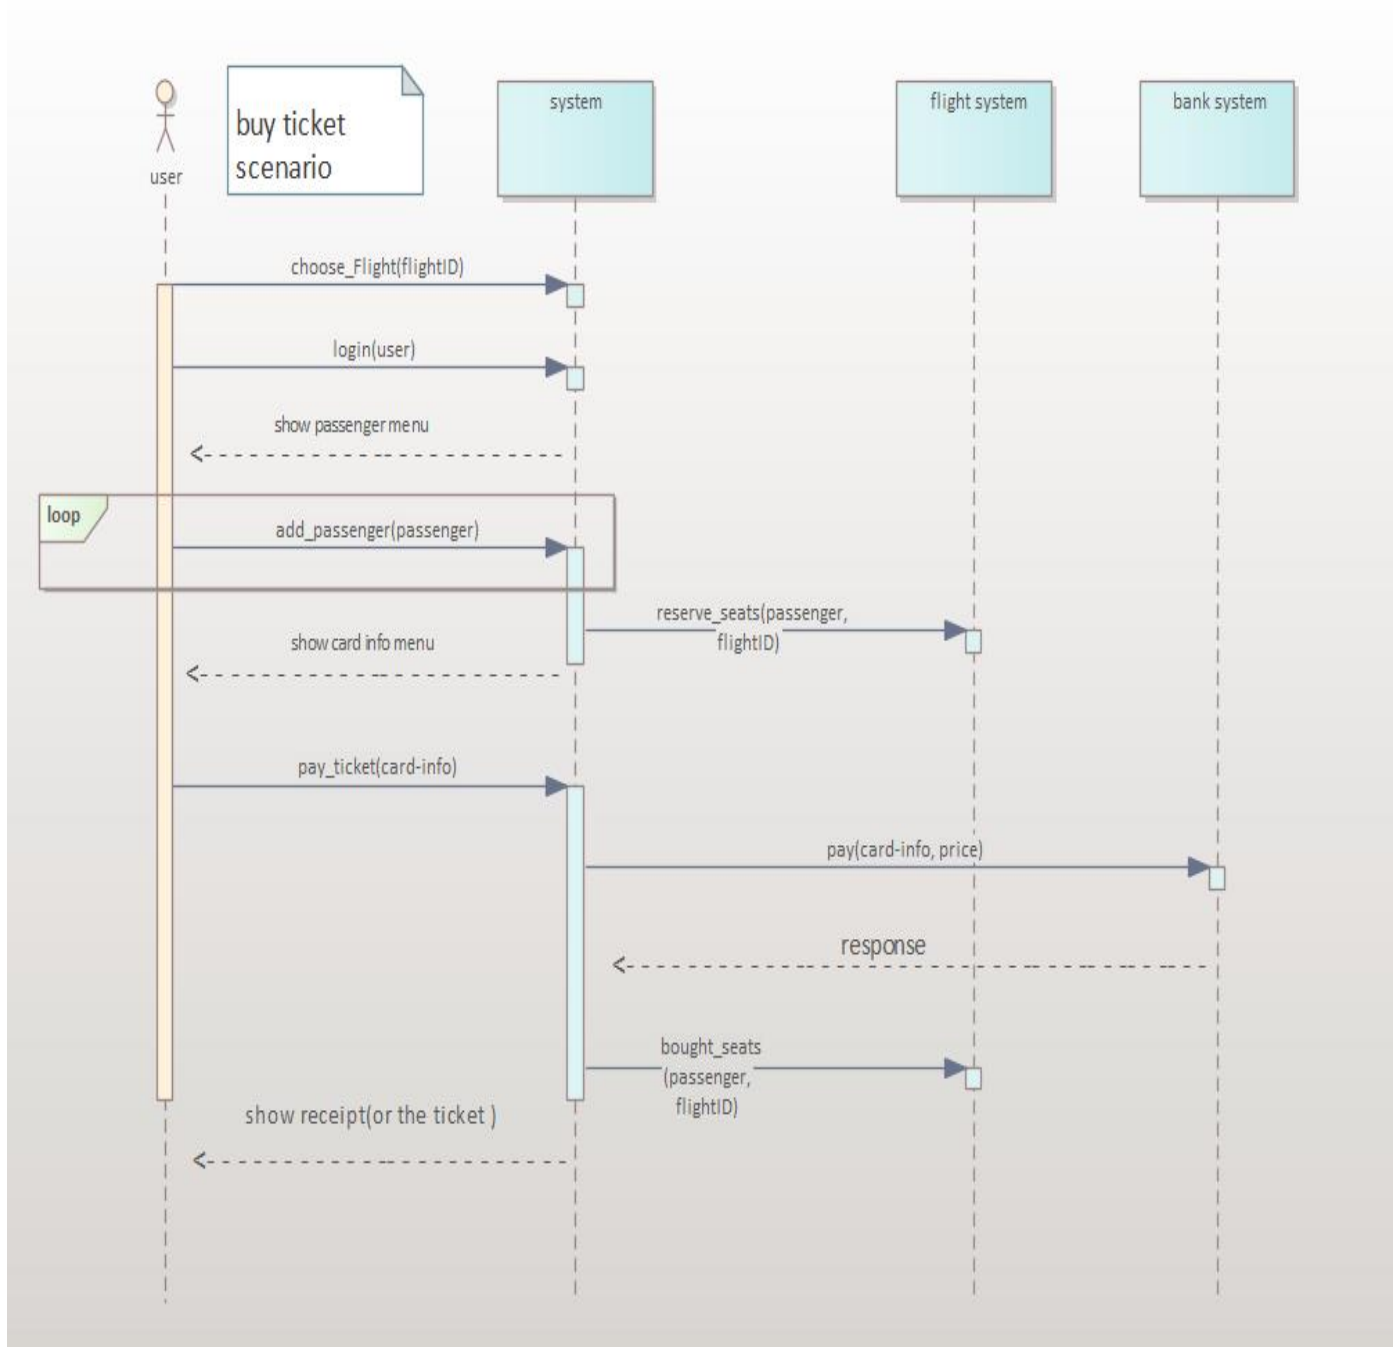 user
buy ticket
scenario
system
flight system
bank system
choose_Flight(flightID)
login(user)
show passenger menu
loop
add_passenger(passenger)
reserve_seats(passenger,
flightID)
show card info menu
pay_ticket(card-info)
pay(card-info, price)
response
bought_seats
(passenger,
flightID)
show receipt(or the ticket )